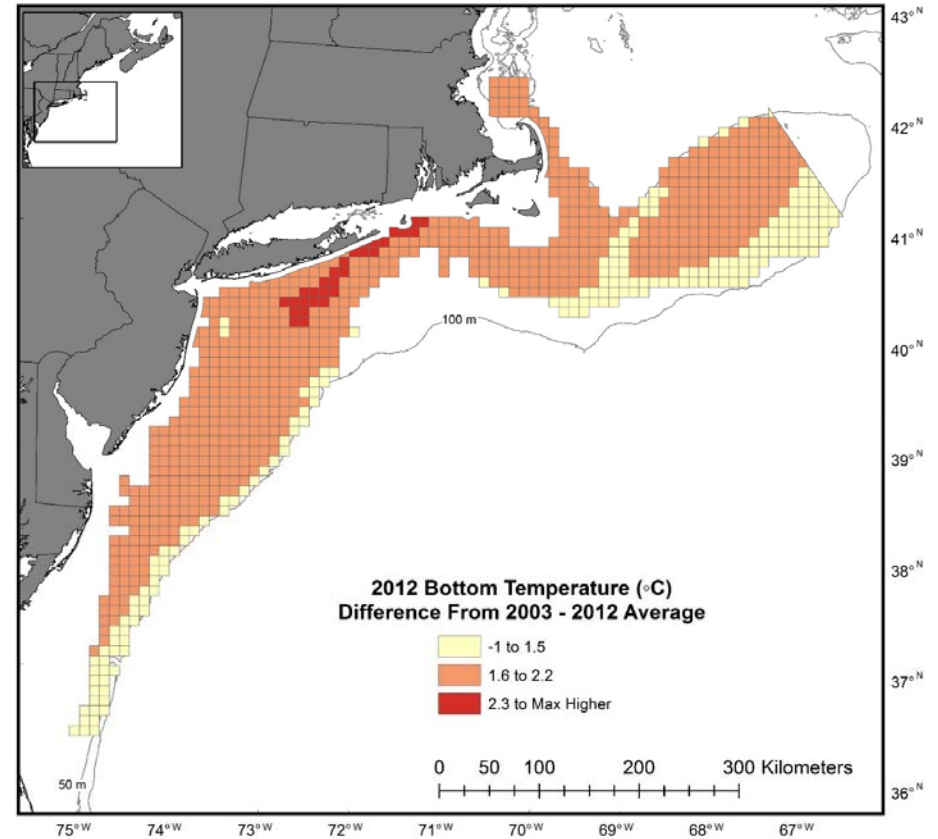 43° N
42° N
41° N
100 m
40° N
39° N
38° N
2012 Bottom Temperature (◦C)
Difference From 2003 - 2012 Average
-1 to 1.5
1.6 to 2.2
37° N
2.3 to Max Higher
0 50 100 200 300 Kilometers
50 m
36° N
75° W 74° W 73° W 72° W 71° W 70° W 69° W 68° W 67° W